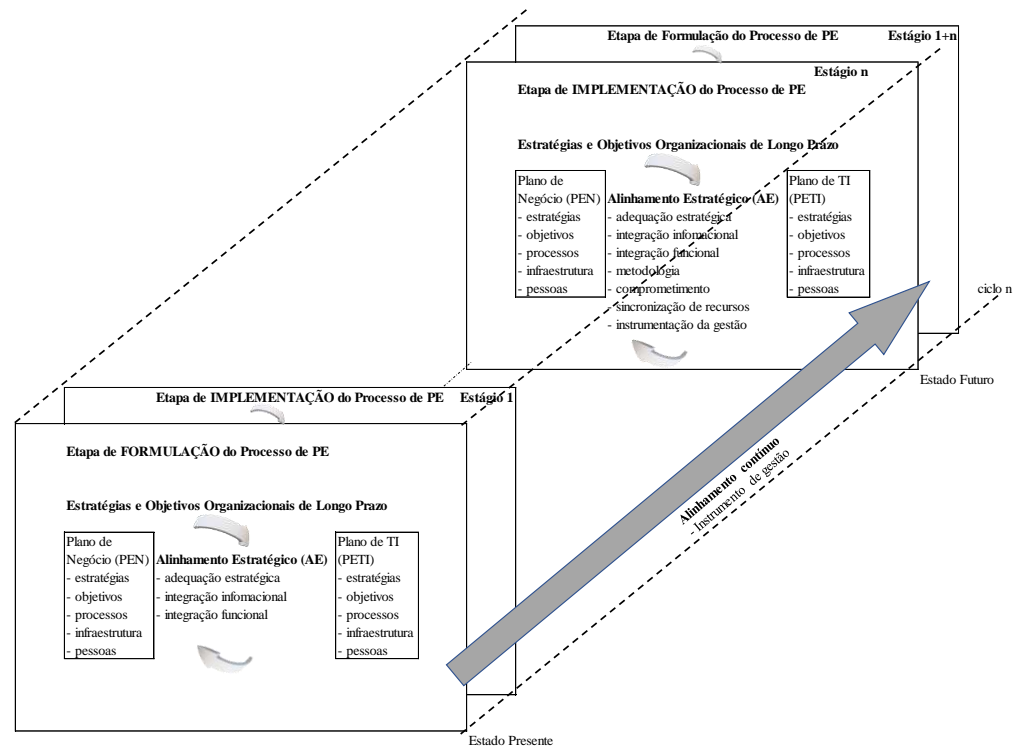 Etapa de Formulação do Processo de PE
Estágio 1+n
Estágio n
Etapa de IMPLEMENTAÇÃO do Processo de PE
Estratégias e Objetivos Organizacionais de Longo Prazo
Plano de
Negócio (PEN)
- estratégias
- objetivos
- processos
- infraestrutura
- pessoas
Alinhamento Estratégico (AE)
- adequação estratégica
- integração infomacional
- integração funcional
- metodologia
- comprometimento
- sincronização de recursos
- instrumentação da gestão
Plano de TI
(PETI)
- estratégias
- objetivos
- processos
- infraestrutura
- pessoas
ciclo n
Estado Futuro
Etapa de IMPLEMENTAÇÃO do Processo de PE
Estágio 1
Etapa de FORMULAÇÃO do Processo de PE
Estratégias e Objetivos Organizacionais de Longo Prazo
Plano de
Negócio (PEN)
- estratégias
- objetivos
- processos
- infraestrutura
- pessoas
Alinhamento Estratégico (AE)
- adequação estratégica
- integração infomacional
- integração funcional
Plano de TI
(PETI)
- estratégias
- objetivos
- processos
- infraestrutura
- pessoas
Alinhamento contínuo
- Instrumento de gestão
Estado Presente